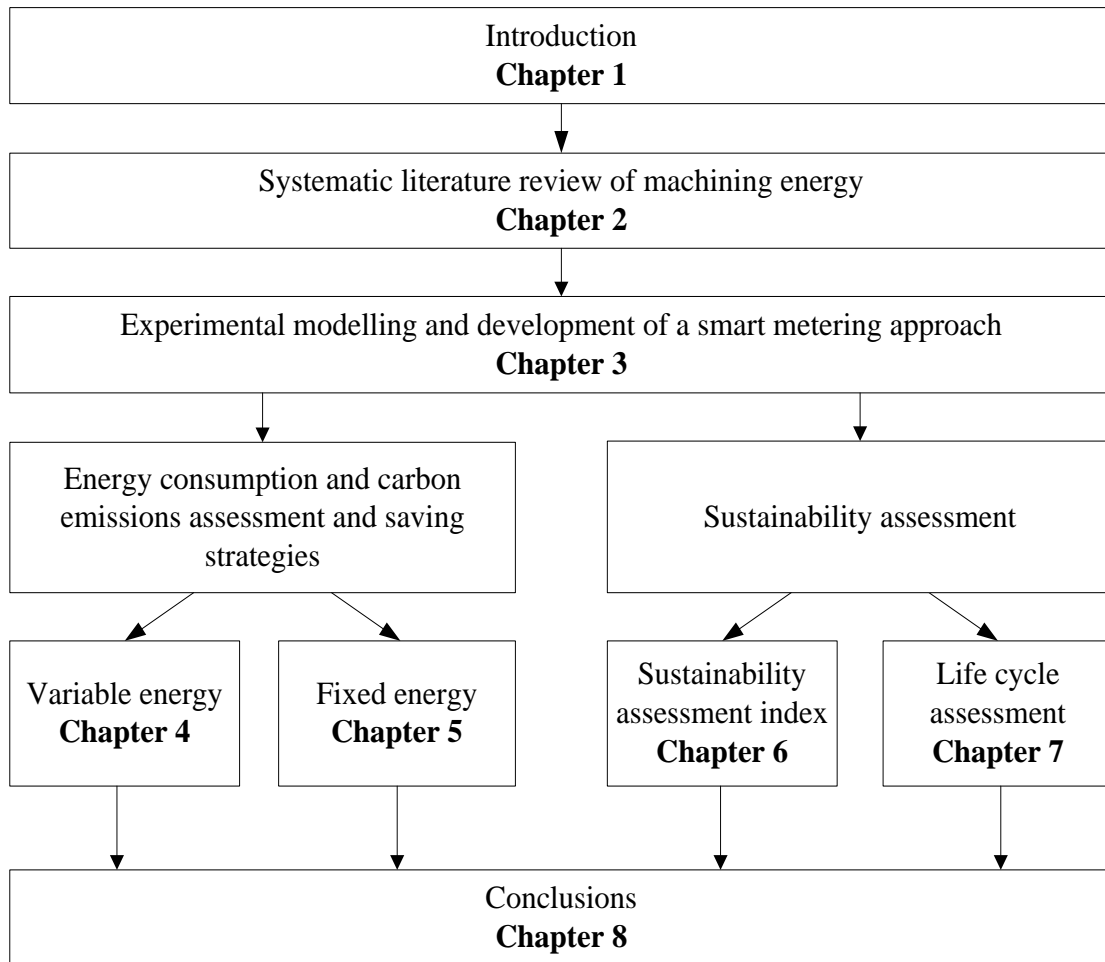 Introduction
Chapter 1
Systematic literature review of machining energy
Chapter 2
Experimental modelling and development of a smart metering approach
Chapter 3
Energy consumption and carbon
emissions assessment and saving
strategies
Sustainability assessment
Variable energy
Chapter 4
Fixed energy
Chapter 5
Sustainability
assessment index
Chapter 6
Life cycle
assessment
Chapter 7
Conclusions
Chapter 8